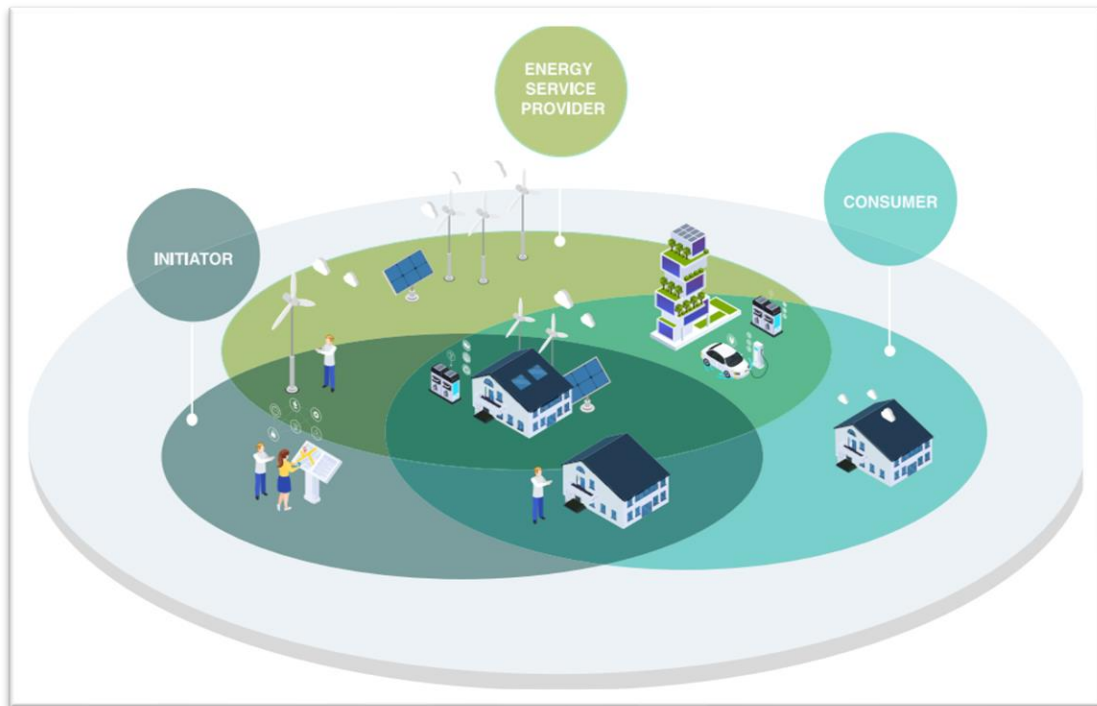 ENERGY
SERVICE
PROVIDER
CONSUMER
INITIATOR